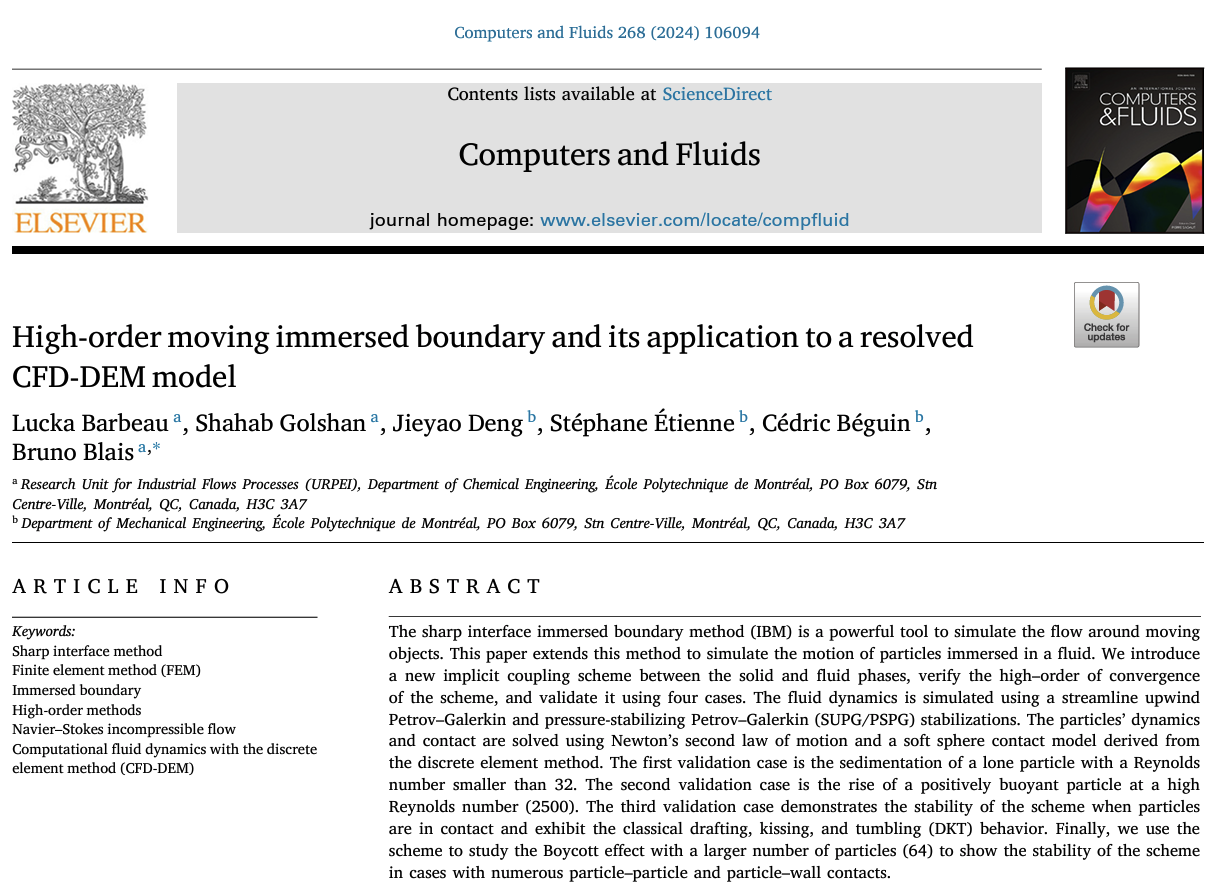 Computers and Fluids 268 (2024) 106094
Contents lists available at ScienceDirect
Computers and Fluids
journal homepage: www.elsevier.com/locate/compfluid
ELSEVIER
COMPUTERS
&FLUIDS
Check for
updates
High-order moving immersed boundary and its application to a resolved
CFD-DEM model
Lucka Barbeau a, Shahab Golshan a, Jieyao Deng b, Stéphane Étienne b, Cédric Béguin b,
Bruno Blais a,*
a Research Unit for Industrial Flows Processes (URPEI), Department of Chemical Engineering, École Polytechnique de Montréal, PO Box 6079, Stn
Centre-Ville, Montréal, QC, Canada, H3C 3A7
b Department of Mechanical Engineering, École Polytechnique de Montréal, PO Box 6079, Stn Centre-Ville, Montréal, QC, Canada, H3C 3A7
ARTICLE INFO
Keywords:
Sharp interface method
Finite element method (FEM)
Immersed boundary
High-order methods
Navier–Stokes incompressible flow
Computational fluid dynamics with the discrete
element method (CFD-DEM)
ABSTRACT
The sharp interface immersed boundary method (IBM) is a powerful tool to simulate the flow around moving
objects. This paper extends this method to simulate the motion of particles immersed in a fluid. We introduce
a new implicit coupling scheme between the solid and fluid phases, verify the high–order of convergence
of the scheme, and validate it using four cases. The fluid dynamics is simulated using a streamline upwind
Petrov–Galerkin and pressure-stabilizing Petrov–Galerkin (SUPG/PSPG) stabilizations. The particles' dynamics
and contact are solved using Newton's second law of motion and a soft sphere contact model derived from
the discrete element method. The first validation case is the sedimentation of a lone particle with a Reynolds
number smaller than 32. The second validation case is the rise of a positively buoyant particle at a high
Reynolds number (2500). The third validation case demonstrates the stability of the scheme when particles
are in contact and exhibit the classical drafting, kissing, and tumbling (DKT) behavior. Finally, we use the
scheme to study the Boycott effect with a larger number of particles (64) to show the stability of the scheme
in cases with numerous particle–particle and particle–wall contacts.